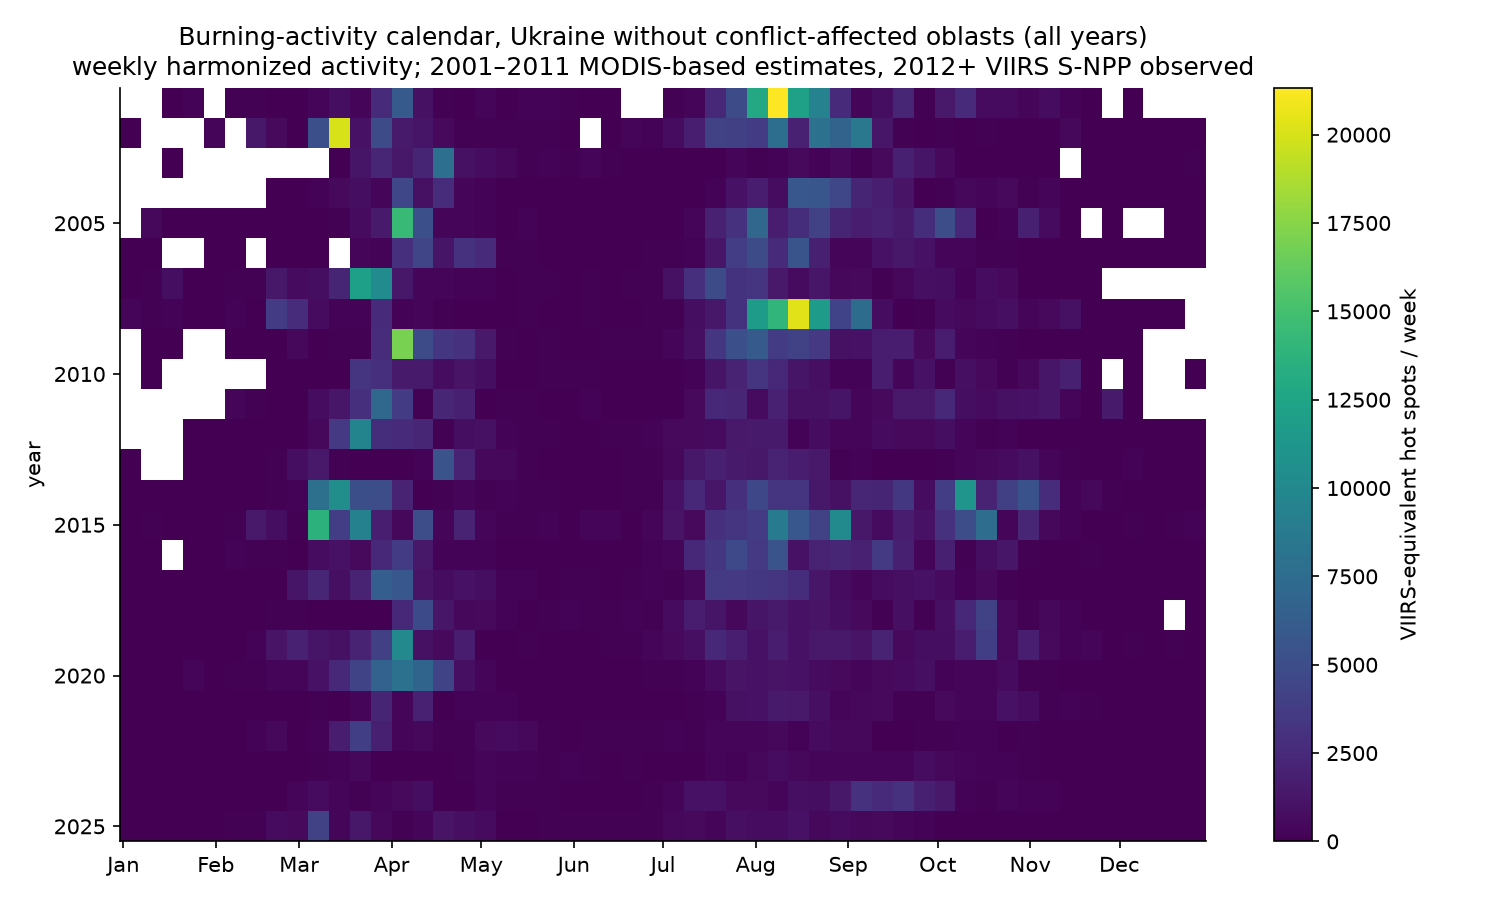 Burning-activity calendar, Ukraine without conflict-affected oblasts (all years)
weekly harmonized activity; 2001–2011 MODIS-based estimates, 2012+ VIIRS S-NPP observed
year
2005
2010
2015
2020
2025
Jan
Feb
Mar
Apr
May
Jun
Jul
Aug
Sep
Oct
Nov
Dec
20000
17500
15000
12500
10000
7500
5000
2500
0
VIIRS-equivalent hot spots / week